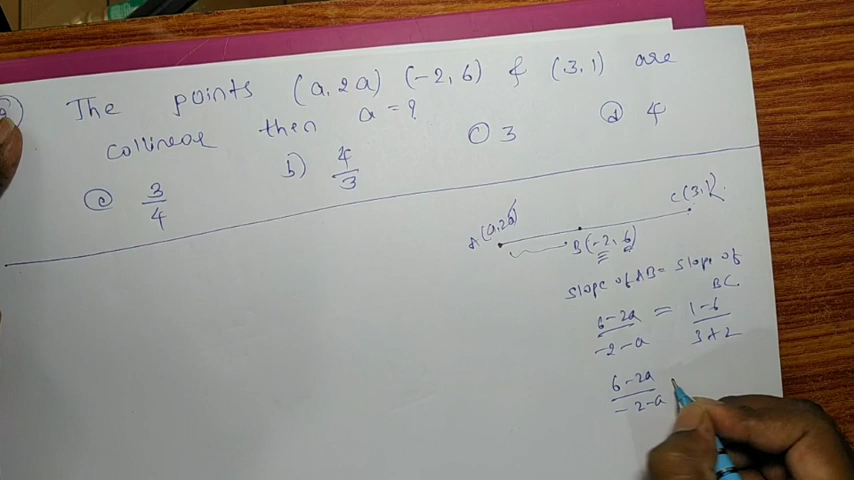 The points (a, 2a) (-2, 6) & (3, 1) are
collinear then a = ?
a) 3/4 b) 4/3 c) 3 d) 4
A(a, 2a) B(-2, 6) C(3, 1)
Slope of AB = Slope of BC
6-2a/-2-a = 1-6/3+2
6-2a/-2-a